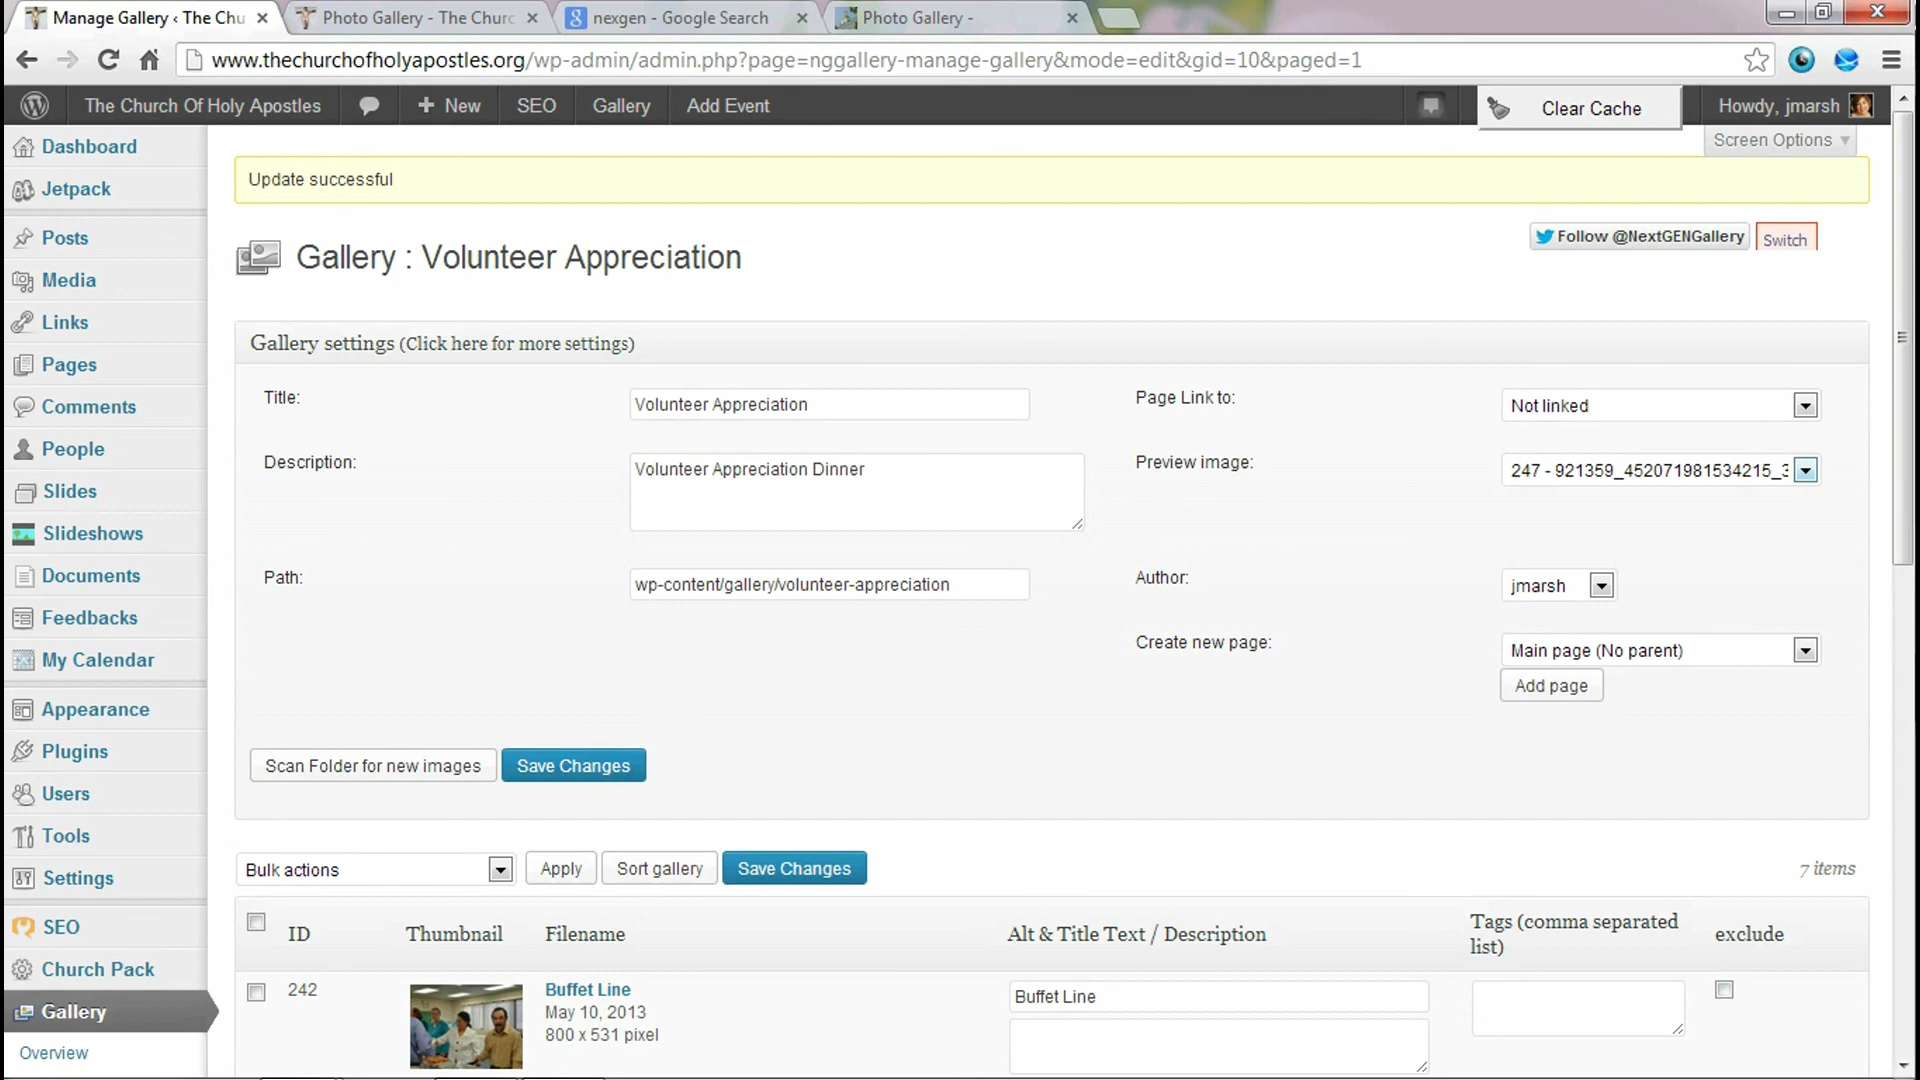 Manage Gallery ‹ The Chu
Photo Gallery - The Churc
nexgen - Google Search
Photo Gallery -
www.thechurchofholyapostles.org/wp-admin/admin.php?page=nggallery-manage-gallery&mode=edit&gid=10&paged=1
The Church Of Holy Apostles
+ New
SEO
Gallery
Add Event
Clear Cache
Howdy, jmarsh
Screen Options
Dashboard
Jetpack
Posts
Media
Links
Pages
Comments
People
Slides
Slideshows
Documents
Feedbacks
My Calendar
Appearance
Plugins
Users
Tools
Settings
SEO
Church Pack
Gallery
Overview
Update successful
Follow @NextGENGallery
Switch
Gallery : Volunteer Appreciation
Gallery settings (Click here for more settings)
Title:
Volunteer Appreciation
Page Link to:
Not linked
Description:
Volunteer Appreciation Dinner
Preview image:
247 - 921359_452071981534215_3
Path:
wp-content/gallery/volunteer-appreciation
Author:
jmarsh
Create new page:
Main page (No parent)
Add page
Scan Folder for new images
Save Changes
Bulk actions
Apply
Sort gallery
Save Changes
7 items
ID
Thumbnail
Filename
Alt & Title Text / Description
Tags (comma separated
list)
exclude
242
Buffet Line
May 10, 2013
800 x 531 pixel
Buffet Line